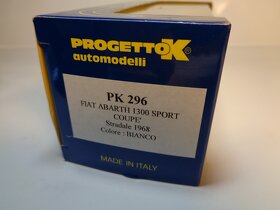 PROGETTO K
automodelli
PK 296
FIAT ABARTH 1300 SPORT
COUPE'
Stradale 1968
Colore : BIANCO
MADE IN ITALY